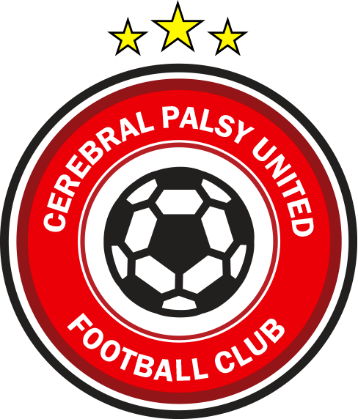 CEREBRAL PALSY UNITED
FOOTBALL CLUB